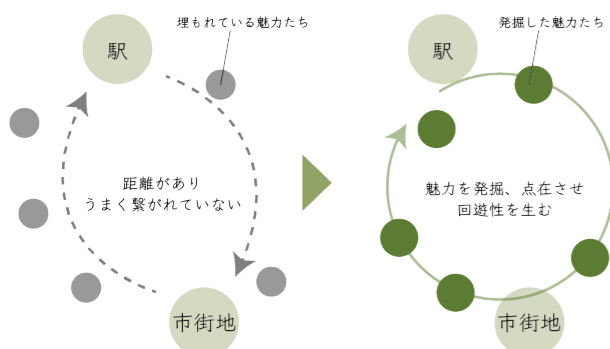 駅
埋もれている魅力たち
距離があり
うまく繋がれていない
市街地
駅
発掘した魅力たち
魅力を発掘、点在させ
回遊性を生む
市街地